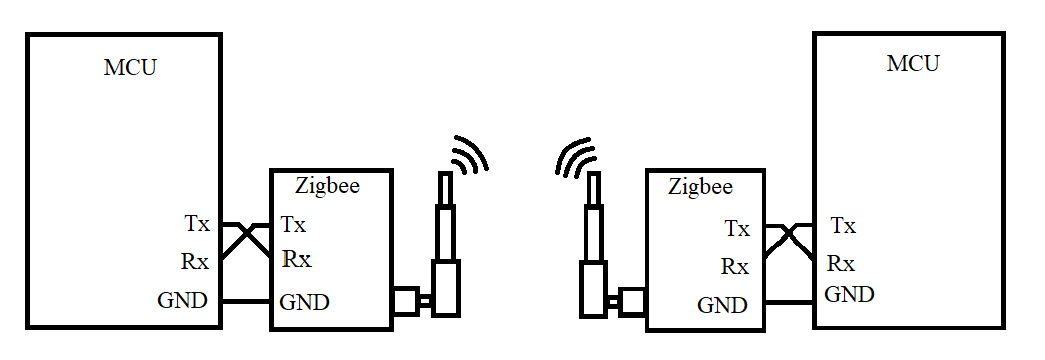 MCU
Zigbee
Tx
Rx
GND
Tx
Rx
GND
Zigbee
Tx
Rx
GND
MCU
Tx
Rx
GND